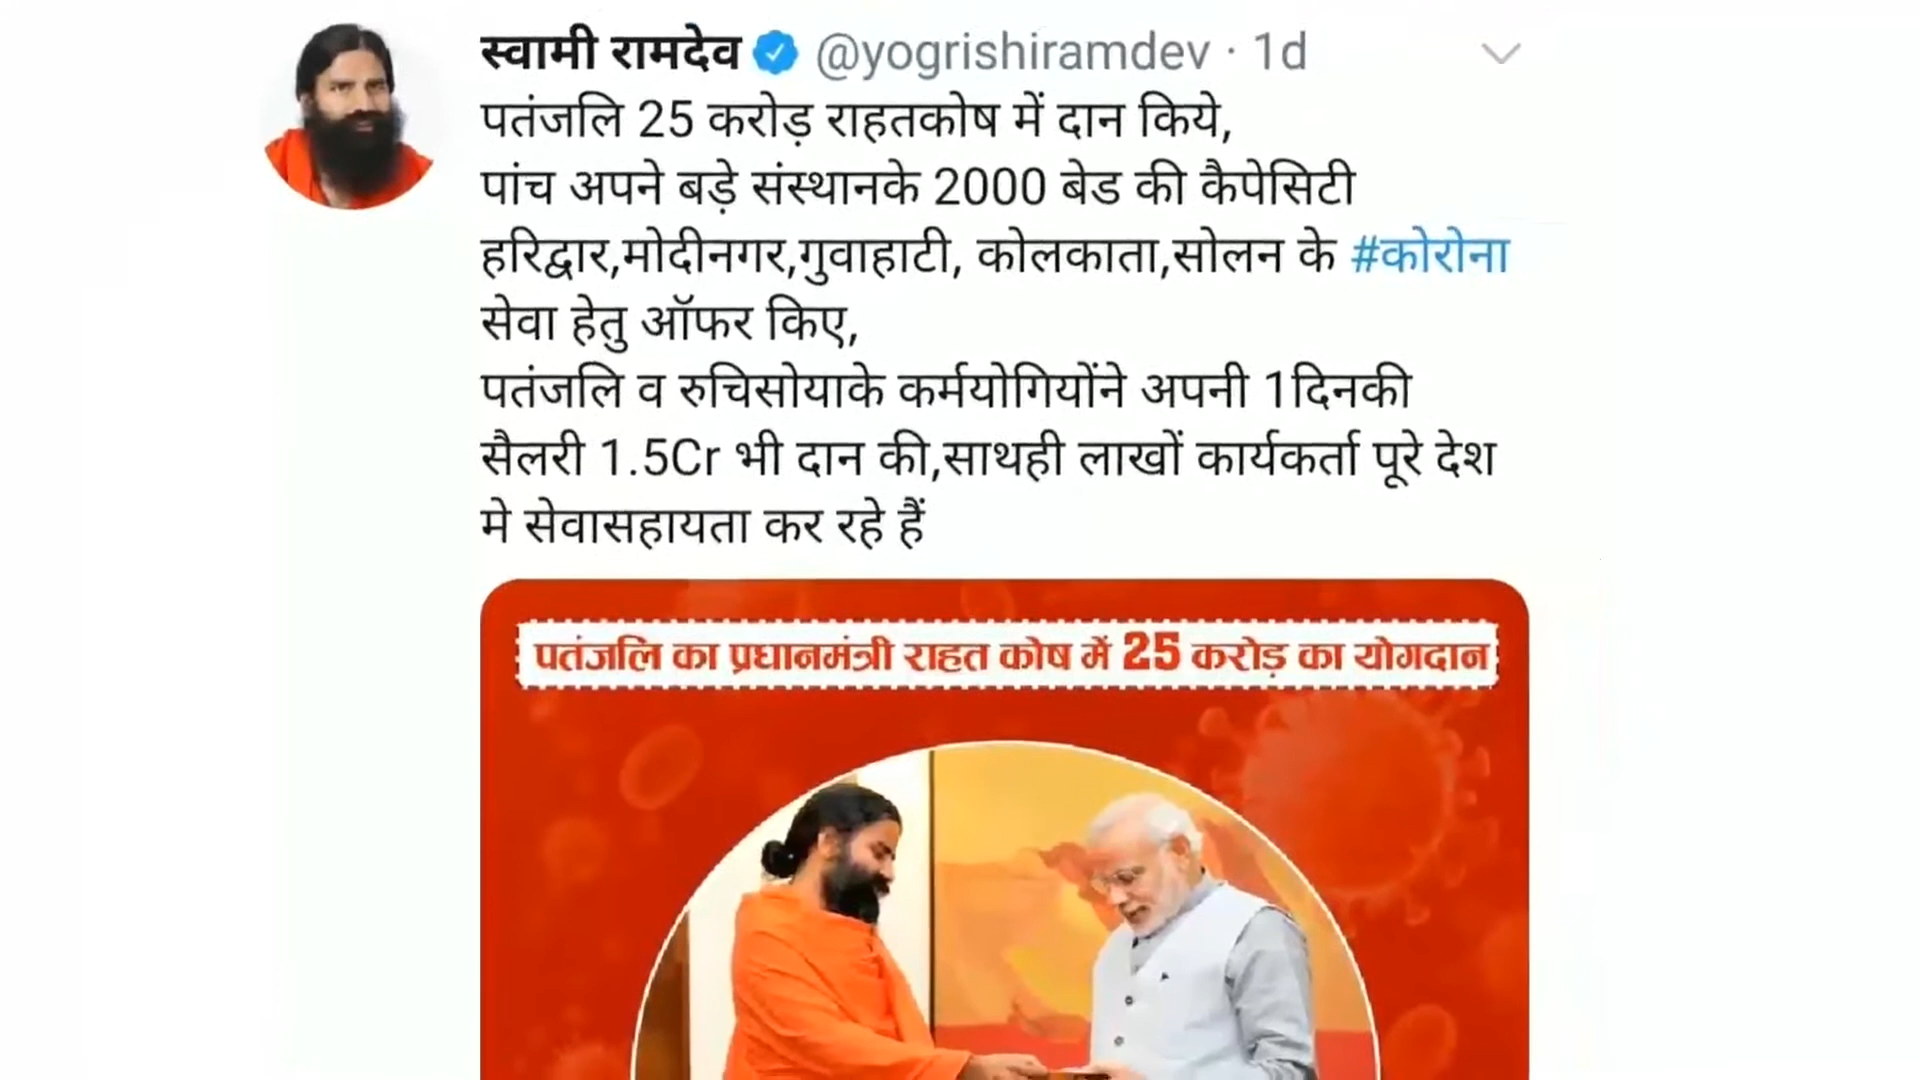 स्वामी रामदेव @yogrishiramdev · 1d
पतंजलि 25 करोड़ राहतकोष में दान किये,
पांच अपने बड़े संस्थानके 2000 बेड की कैपेसिटी
हरिद्वार,मोदीनगर,गुवाहाटी, कोलकाता,सोलन के #कोरोना
सेवा हेतु ऑफर किए,
पतंजलि व रुचिसोयाके कर्मयोगियोंने अपनी 1दिनकी
सैलरी 1.5Cr भी दान की,साथही लाखों कार्यकर्ता पूरे देश
मे सेवासहायता कर रहे हैं
पतंजलि का प्रधानमंत्री राहत कोष में 25 करोड़ का योगदान